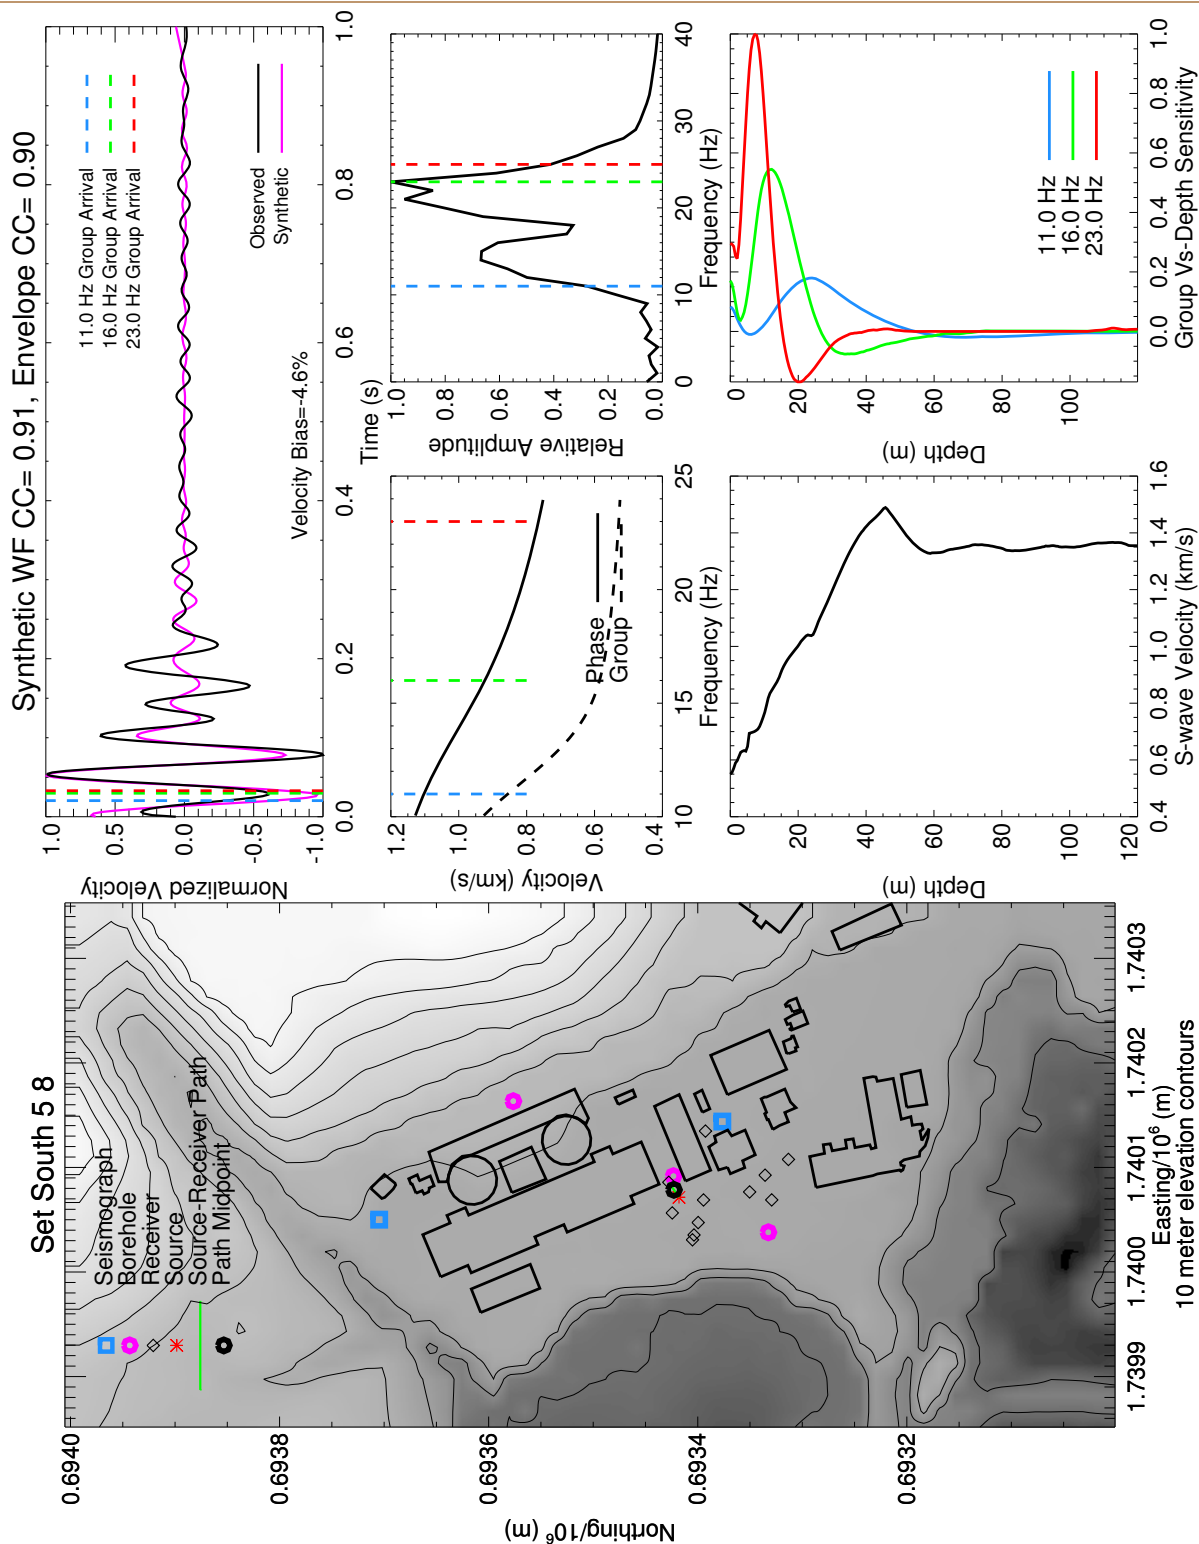 Set South 5 8
Seismograph
Borehole
Receiver
Source
Source-Receiver Path
Path Midpoint
0.6940
0.6938
0.6936
0.6934
0.6932
Northing/10⁶ (m)
1.7399
1.7400
1.7401
1.7402
1.7403
Easting/10⁶ (m)
10 meter elevation contours
Synthetic WF CC= 0.91, Envelope CC= 0.90
1.0
0.5
0.0
-0.5
-1.0
Normalized Velocity
11.0 Hz Group Arrival
16.0 Hz Group Arrival
23.0 Hz Group Arrival
Observed
Synthetic
Velocity Bias=-4.6%
0.0
0.2
0.4
0.6
0.8
1.0
Time (s)
1.2
1.0
0.8
0.6
0.4
Velocity (km/s)
Phase
Group
10
15
20
25
Frequency (Hz)
1.0
0.8
0.6
0.4
0.2
0.0
Relative Amplitude
0
10
20
30
40
Frequency (Hz)
0
20
40
60
80
100
120
Depth (m)
0.4
0.6
0.8
1.0
1.2
1.4
1.6
S-wave Velocity (km/s)
0
20
40
60
80
100
Depth (m)
11.0 Hz
16.0 Hz
23.0 Hz
0.0
0.2
0.4
0.6
0.8
1.0
Group Vs-Depth Sensitivity